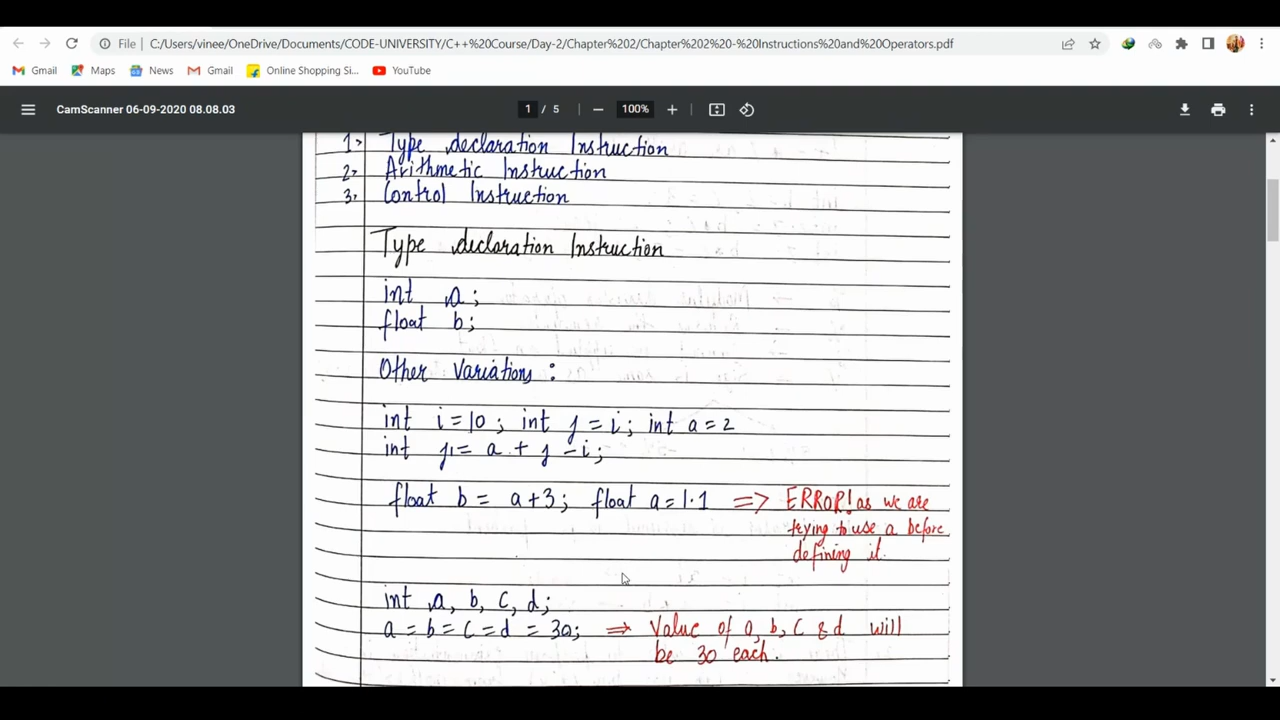 File C:/Users/vinee/OneDrive/Documents/CODE-UNIVERSITY/C++%20Course/Day-2/Chapter%202/Chapter%202%20-%20Instructions%20and%20Operators.pdf
Gmail Maps News Gmail Online Shopping Si... YouTube
CamScanner 06-09-2020 08.08.03 1 / 5 100%
1> Type declaration Instruction
2> Arithmetic Instruction
3> Control Instruction
Type declaration Instruction
int a;
float b;
Other Variations :
int i = 10 ; int j = i; int a = 2
int j1= a + j - i ;
float b = a+3; float a = 1.1 => ERROR! as we are
trying to use a before
defining it.
int a, b, c, d;
a = b = c = d = 30; => Value of a, b, c & d will
be 30 each.